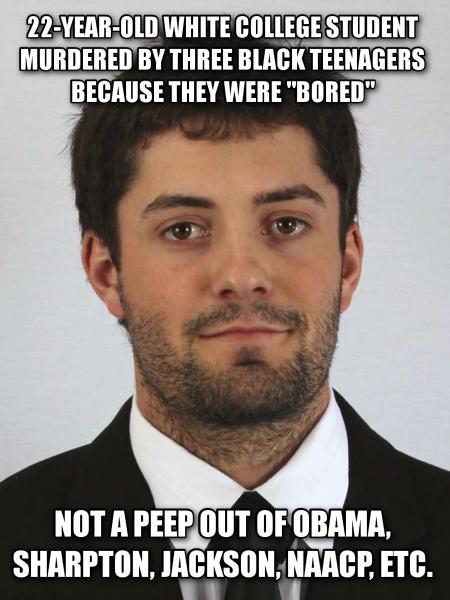 22-YEAR-OLD WHITE COLLEGE STUDENT
MURDERED BY THREE BLACK TEENAGERS
BECAUSE THEY WERE "BORED"
NOT A PEEP OUT OF OBAMA,
SHARPTON, JACKSON, NAACP, ETC.